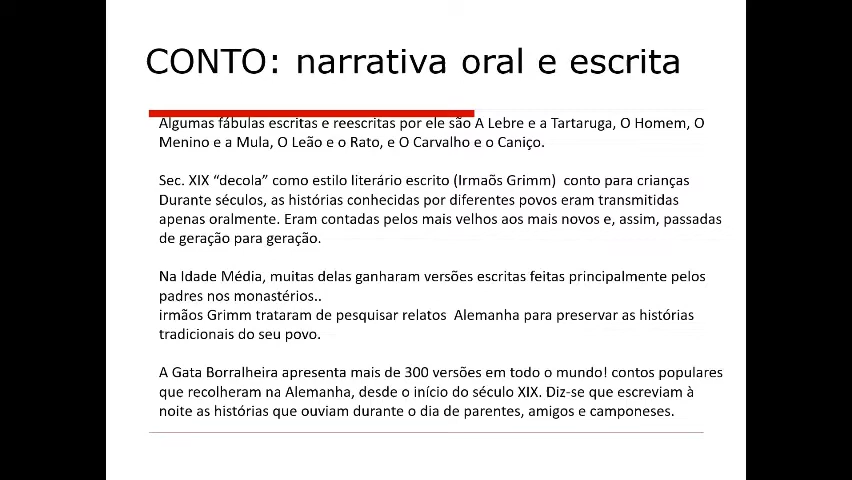 CONTO: narrativa oral e escrita
Algumas fábulas escritas e reescritas por ele são A Lebre e a Tartaruga, O Homem, O
Menino e a Mula, O Leão e o Rato, e O Carvalho e o Caniço.
Sec. XIX “decola” como estilo literário escrito (Irmaõs Grimm)  conto para crianças
Durante séculos, as histórias conhecidas por diferentes povos eram transmitidas
apenas oralmente. Eram contadas pelos mais velhos aos mais novos e, assim, passadas
de geração para geração.
Na Idade Média, muitas delas ganharam versões escritas feitas principalmente pelos
padres nos monastérios..
irmãos Grimm trataram de pesquisar relatos  Alemanha para preservar as histórias
tradicionais do seu povo.
A Gata Borralheira apresenta mais de 300 versões em todo o mundo! contos populares
que recolheram na Alemanha, desde o início do século XIX. Diz-se que escreviam à
noite as histórias que ouviam durante o dia de parentes, amigos e camponeses.